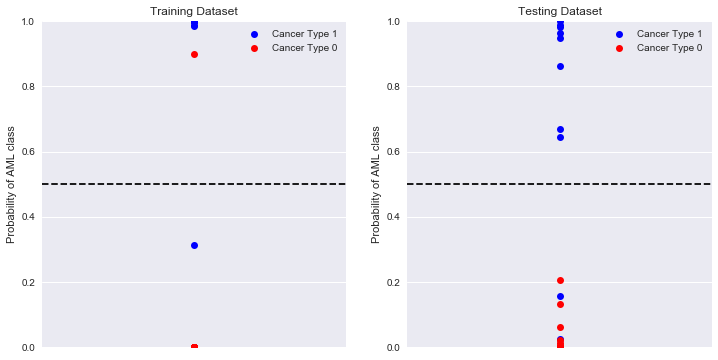 Training Dataset
Probability of AML class
1.0
0.8
0.6
0.4
0.2
0.0
Cancer Type 1
Cancer Type 0
Testing Dataset
Probability of AML class
1.0
0.8
0.6
0.4
0.2
0.0
Cancer Type 1
Cancer Type 0